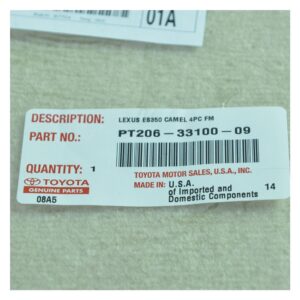 01A
DESCRIPTION: LEXUS ES350 CAMEL 4PC FM
PART NO.: PT206-33100-09
QUANTITY: 1
TOYOTA MOTOR SALES, U.S.A., INC.
MADE IN: U.S.A. 14
of Imported and
Domestic Components
TOYOTA
GENUINE PARTS
08A5